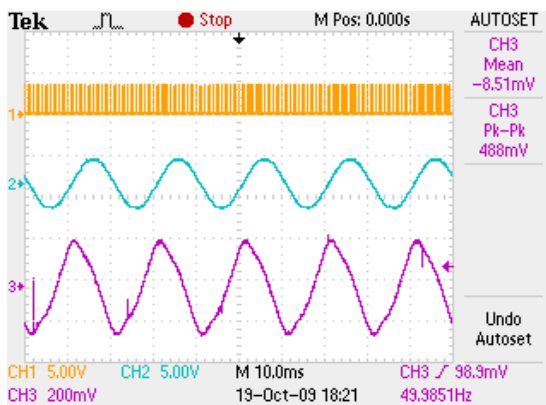 Tek Stop M Pos: 0.000s AUTOSET
CH3
Mean
-8.51mV
CH3
Pk-Pk
488mV
1
2
3
Undo
Autoset
CH1 5.00V CH2 5.00V M 10.0ms CH3 98.9mV
CH3 200mV 19-Oct-09 18:21 49.9851Hz